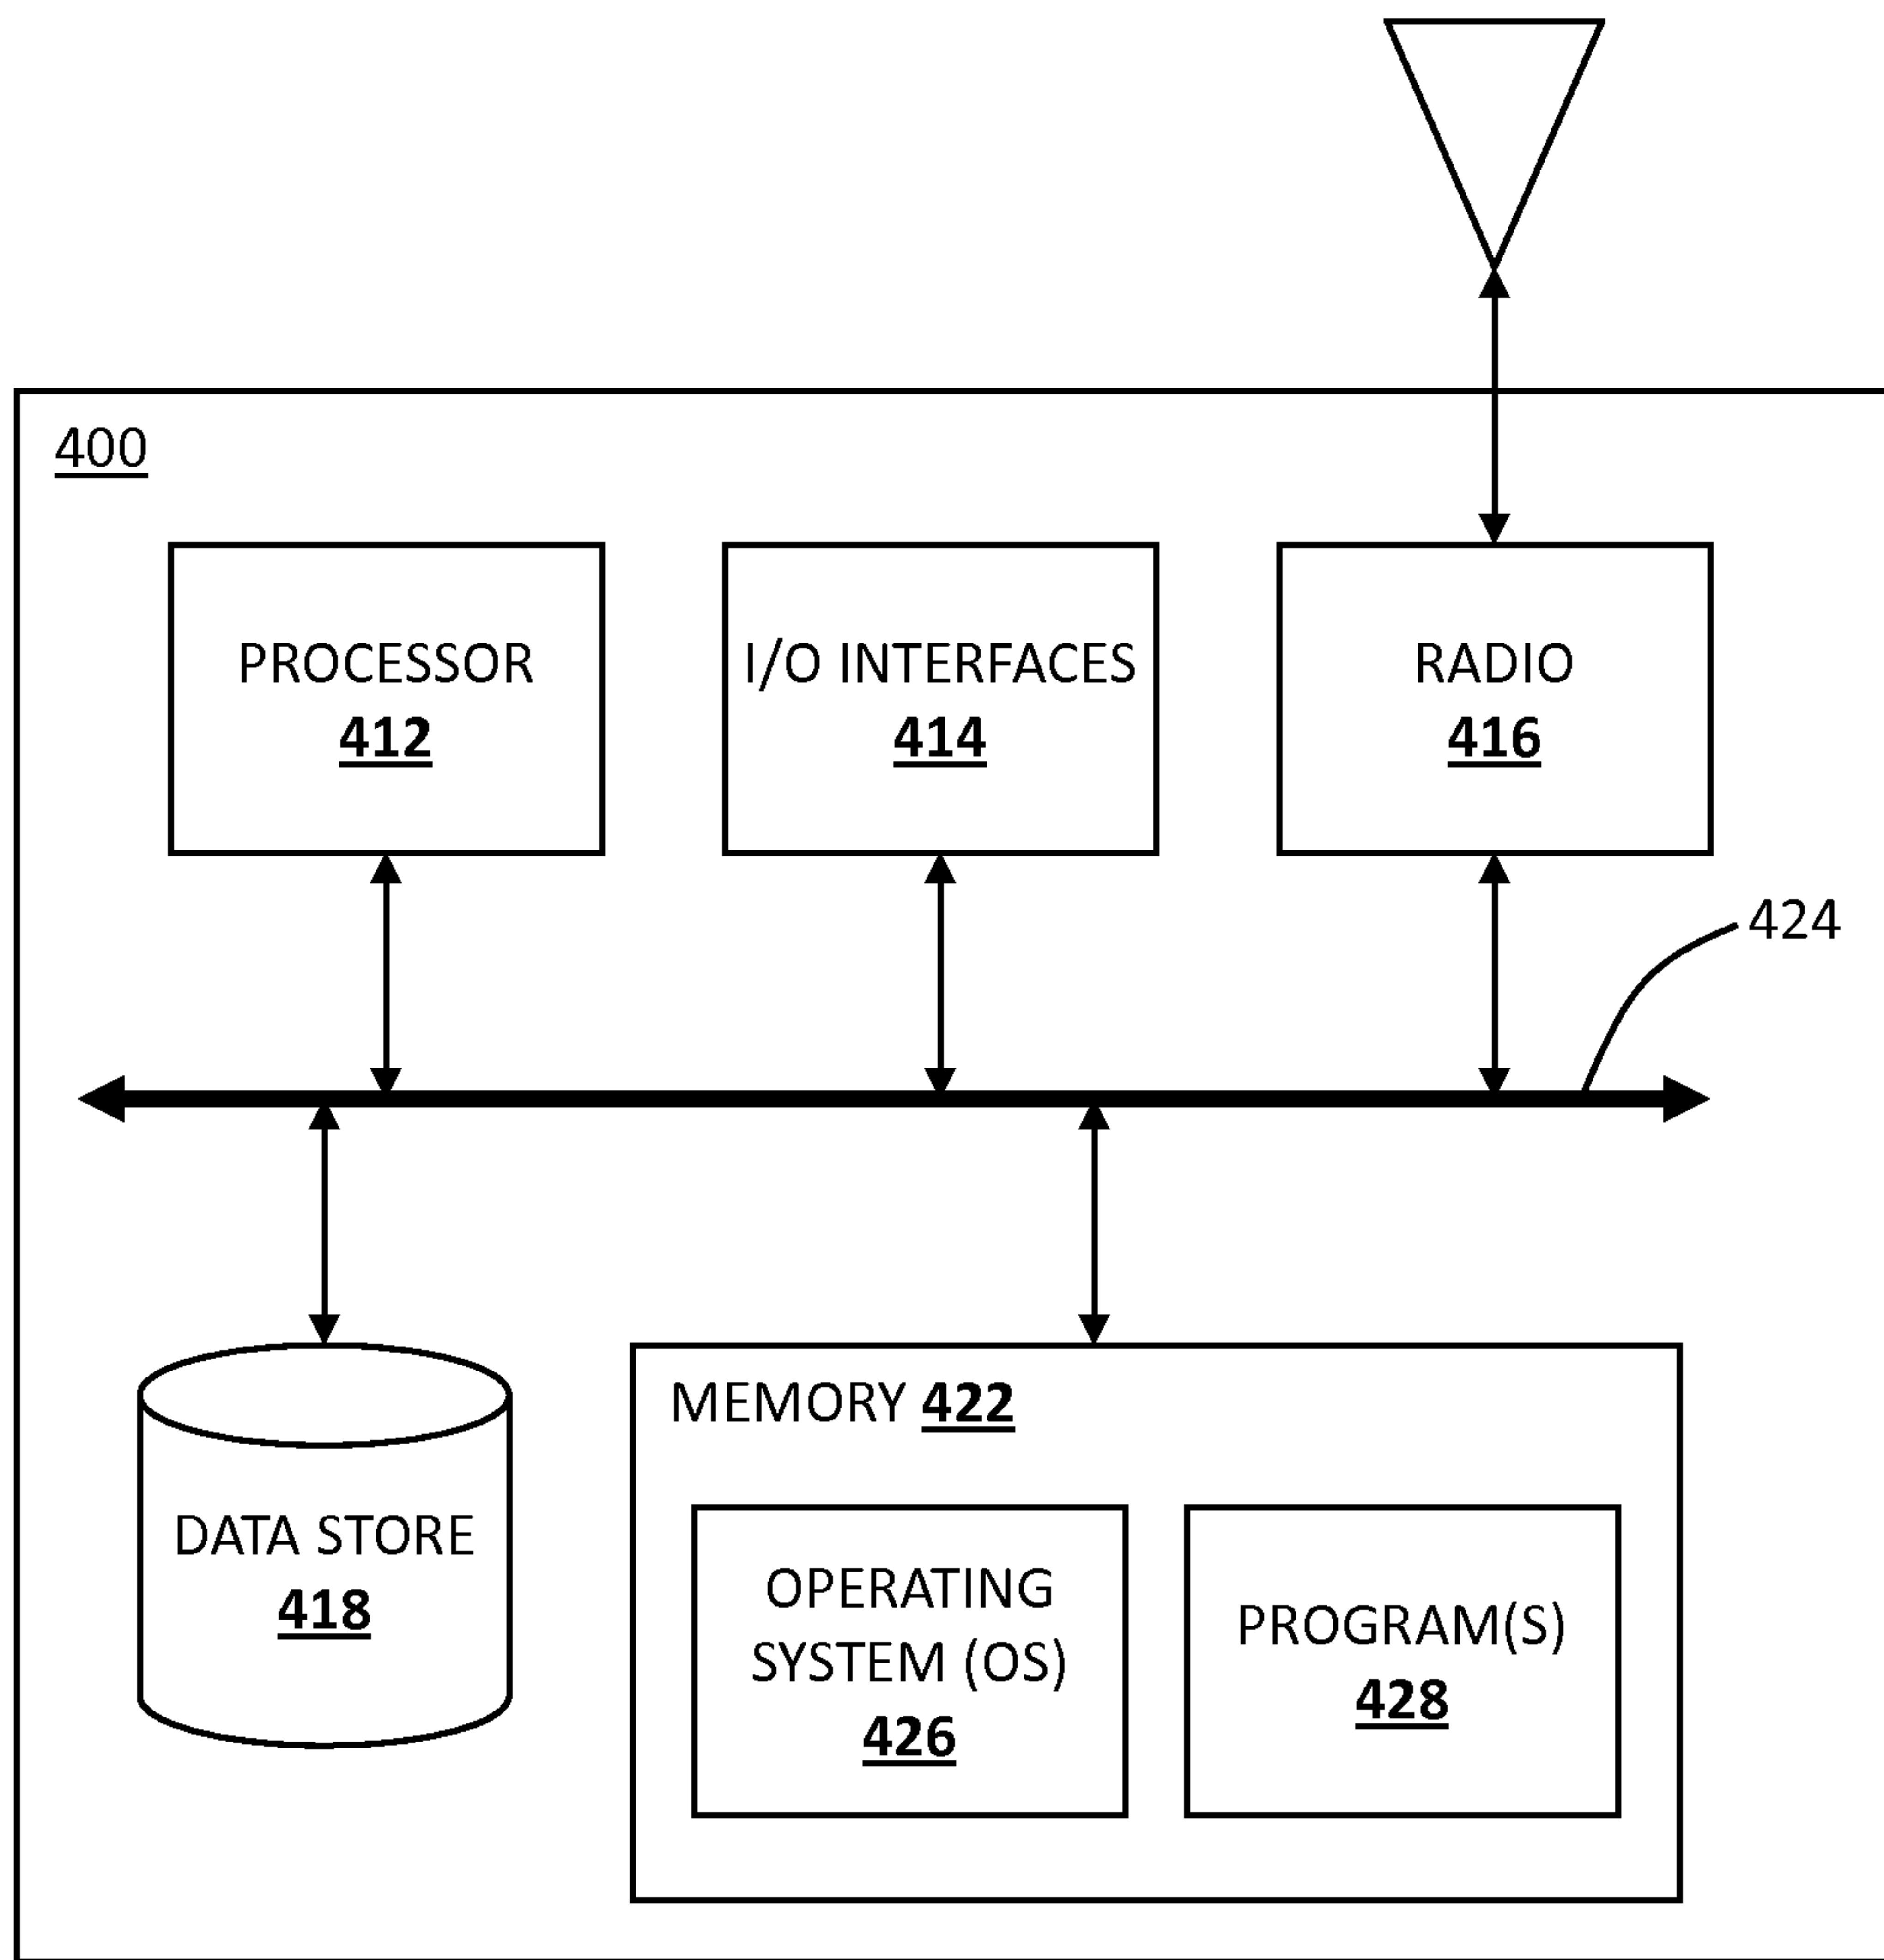 400
PROCESSOR
412
I/O INTERFACES
414
RADIO
416
424
MEMORY 422
DATA STORE
418
OPERATING
SYSTEM (OS)
426
PROGRAM(S)
428